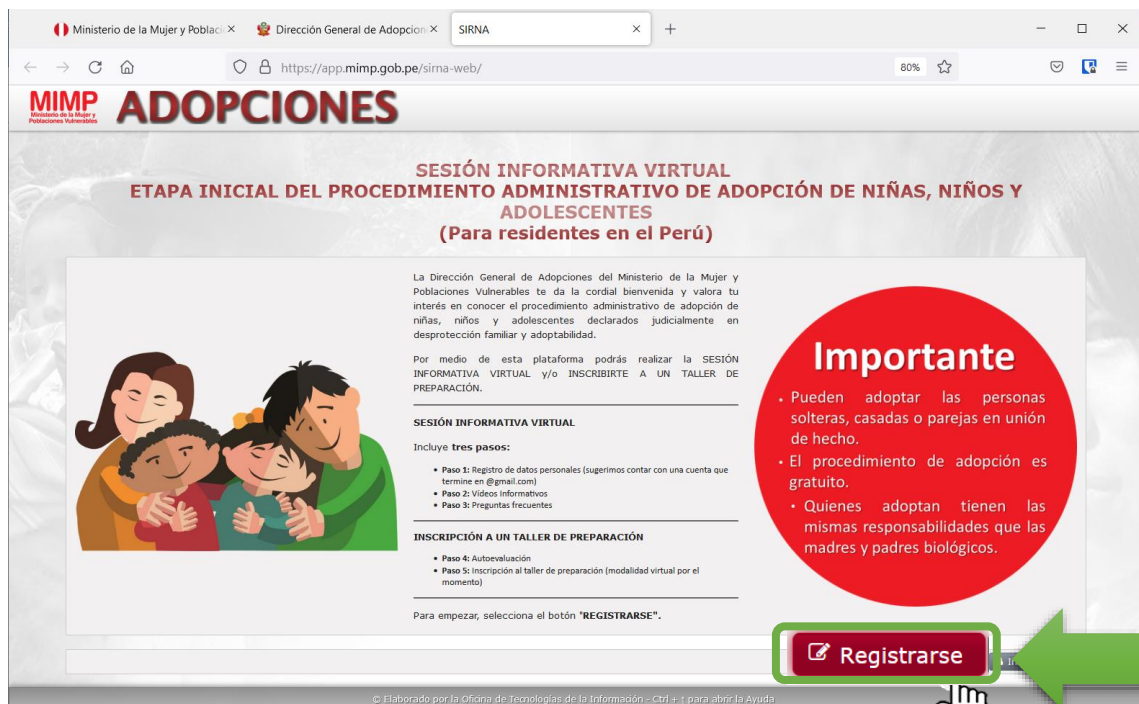 Ministerio de la Mujer y Poblaci
Dirección General de Adopcion
SIRNA
https://app.mimp.gob.pe/sirna-web/
80%
MIMP
Ministerio de la Mujer y
Poblaciones Vulnerables
ADOPCIONES
SESIÓN INFORMATIVA VIRTUAL
ETAPA INICIAL DEL PROCEDIMIENTO ADMINISTRATIVO DE ADOPCIÓN DE NIÑAS, NIÑOS Y
ADOLESCENTES
(Para residentes en el Perú)
La Dirección General de Adopciones del Ministerio de la Mujer y
Poblaciones Vulnerables te da la cordial bienvenida y valora tu
interés en conocer el procedimiento administrativo de adopción de
niñas, niños y adolescentes declarados judicialmente en
desprotección familiar y adoptabilidad.
Por medio de esta plataforma podrás realizar la SESIÓN
INFORMATIVA VIRTUAL y/o INSCRIBIRTE A UN TALLER DE
PREPARACIÓN.
SESIÓN INFORMATIVA VIRTUAL
Incluye tres pasos:
• Paso 1: Registro de datos personales (sugerimos contar con una cuenta que
termine en @gmail.com)
• Paso 2: Vídeos Informativos
• Paso 3: Preguntas frecuentes
INSCRIPCIÓN A UN TALLER DE PREPARACIÓN
• Paso 4: Autoevaluación
• Paso 5: Inscripción al taller de preparación (modalidad virtual por el
momento)
Para empezar, selecciona el botón "REGISTRARSE".
Importante
• Pueden adoptar las personas
solteras, casadas o parejas en unión
de hecho.
• El procedimiento de adopción es
gratuito.
• Quienes adoptan tienen las
mismas responsabilidades que las
madres y padres biológicos.
Registrarse
© Elaborado por la Oficina de Tecnologías de la Información - Ctrl + ↑ para abrir la Ayuda